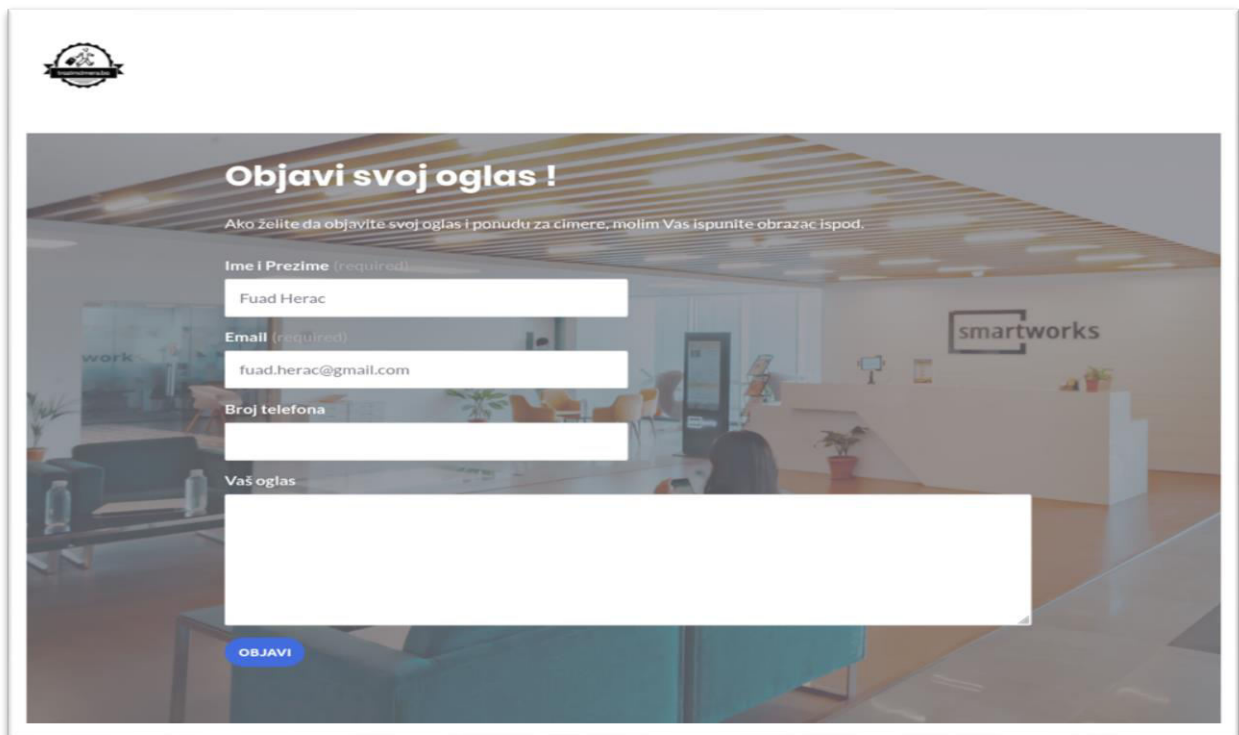 Objavi svoj oglas !
Ako želite da objavite svoj oglas i ponudu za cimere, molim Vas ispunite obrazac ispod.
Ime i Prezime (required)
Fuad Herac
Email (required)
smartworks
work
fuad.herac@gmail.com
Broj telefona
Vaš oglas
OBJAVI